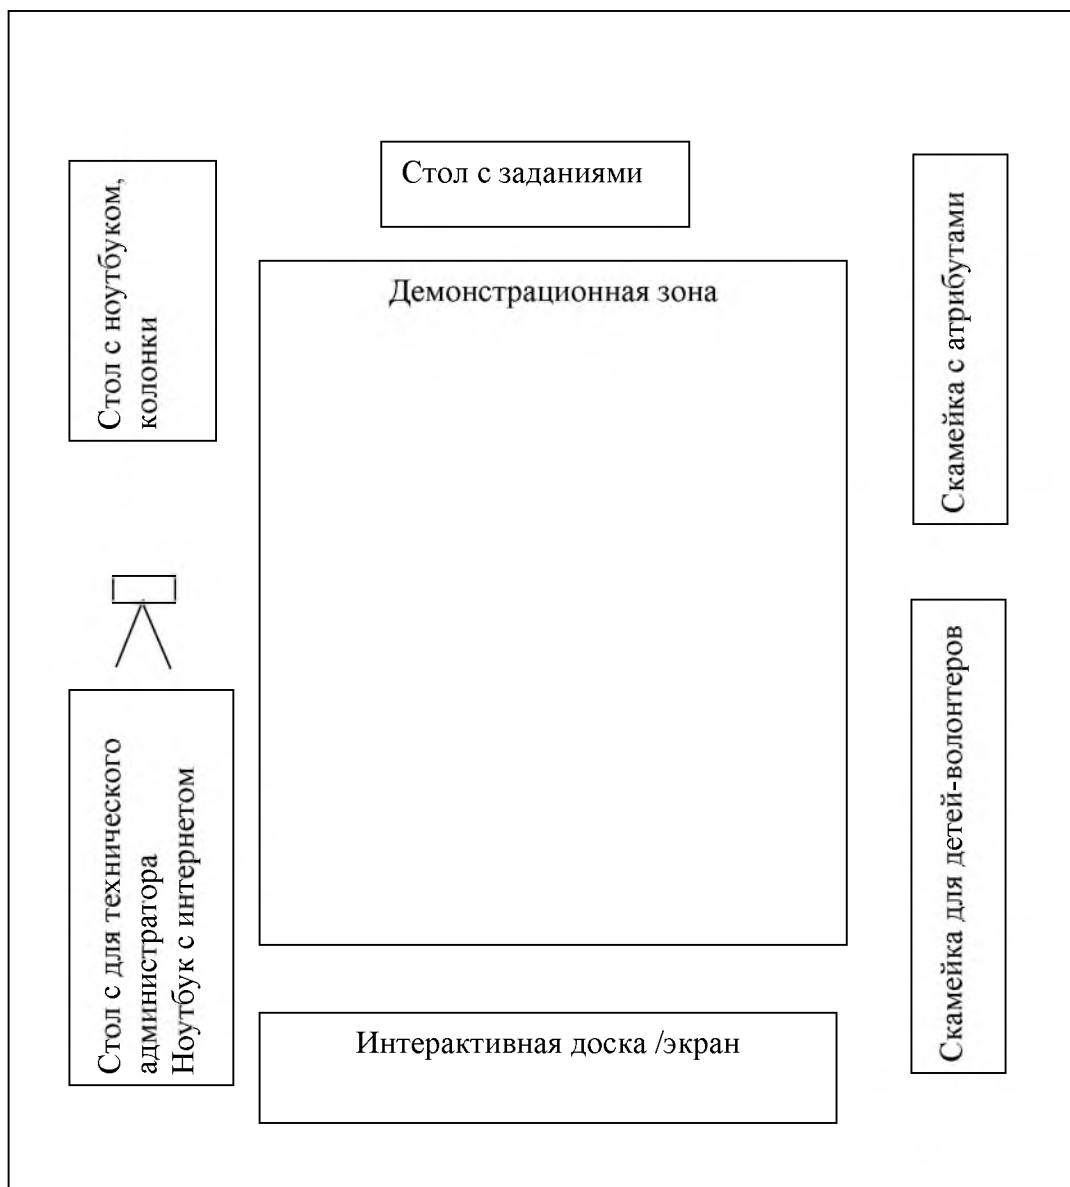 Стол с заданиями
Стол с ноутбуком,
колонки
Демонстрационная зона
Скамейка с атрибутами
Стол с для технического
администратора
Ноутбук с интернетом
Скамейка для детей-волонтеров
Интерактивная доска /экран